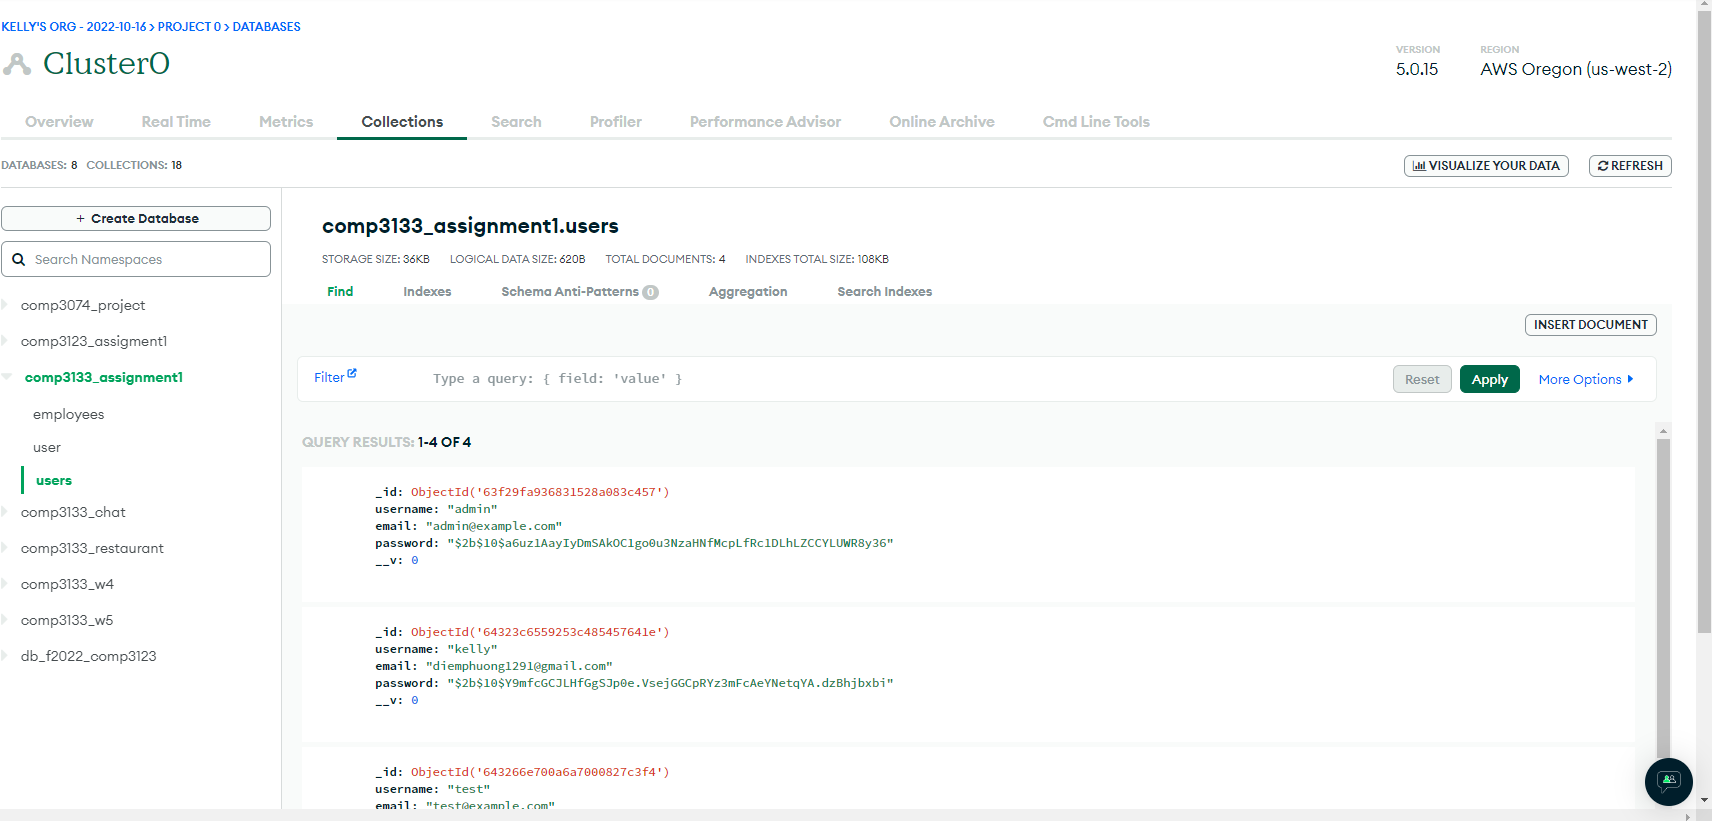 KELLY'S ORG - 2022-10-16 > PROJECT 0 > DATABASES
Cluster0
VERSION
5.0.15
REGION
AWS Oregon (us-west-2)
Overview Real Time Metrics Collections Search Profiler Performance Advisor Online Archive Cmd Line Tools
DATABASES: 8 COLLECTIONS: 18
VISUALIZE YOUR DATA
REFRESH
+ Create Database
Search Namespaces
comp3074_project
comp3123_assigment1
comp3133_assignment1
employees
user
users
comp3133_chat
comp3133_restaurant
comp3133_w4
comp3133_w5
db_f2022_comp3123
comp3133_assignment1.users
STORAGE SIZE: 36KB LOGICAL DATA SIZE: 620B TOTAL DOCUMENTS: 4 INDEXES TOTAL SIZE: 108KB
Find Indexes Schema Anti-Patterns 0 Aggregation Search Indexes
INSERT DOCUMENT
Filter Type a query: { field: 'value' } Reset Apply More Options
QUERY RESULTS: 1-4 OF 4
_id: ObjectId('63f29fa936831528a083c457')
username: "admin"
email: "admin@example.com"
password: "$2b$10$a6uz1AayIyDmSAkOC1go0u3NzaHNfMcpLfRc1DLhLZCCYLUWR8y36"
__v: 0
_id: ObjectId('64323c6559253c485457641e')
username: "kelly"
email: "diemphuong1291@gmail.com"
password: "$2b$10$Y9mfcGCJLHfGgSJp0e.VsejGGCpRYz3mFcAeYNetqYA.dzBhjbxbi"
__v: 0
_id: ObjectId('643266e700a6a7000827c3f4')
username: "test"
email: "test@example.com"